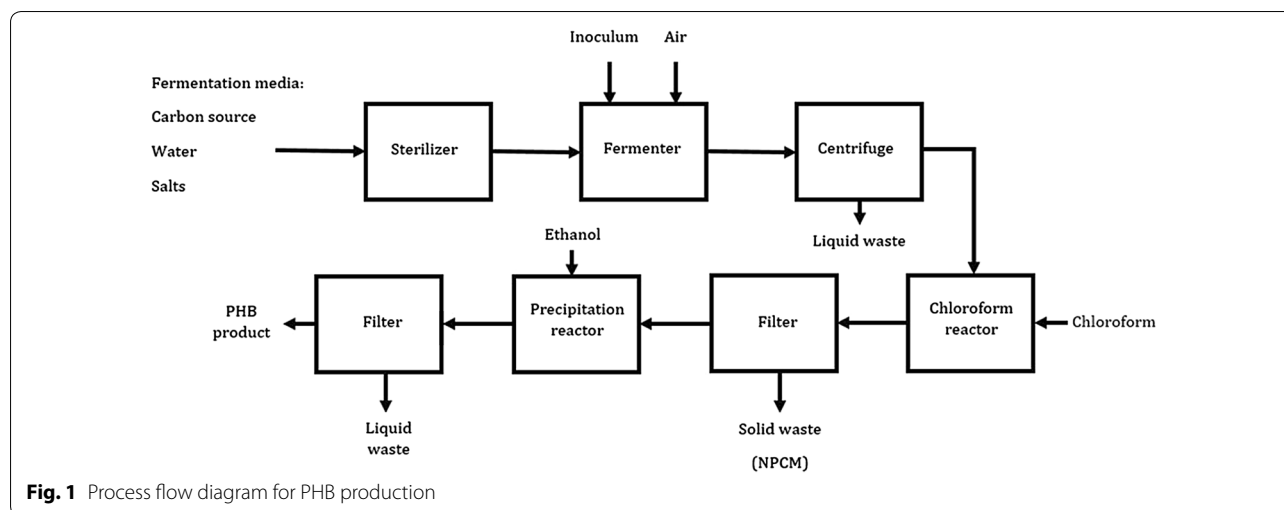 Inoculum
Air
Fermentation media:
Carbon source
Water
Salts
Sterilizer
Fermenter
Centrifuge
Liquid waste
Ethanol
PHB
product
Filter
Precipitation
reactor
Filter
Chloroform
reactor
Chloroform
Liquid
waste
Solid waste
(NPCM)
Fig. 1 Process flow diagram for PHB production